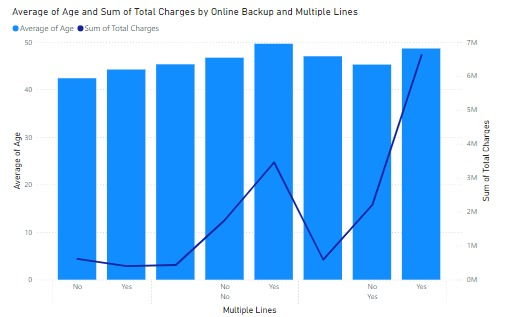 Average of Age and Sum of Total Charges by Online Backup and Multiple Lines
Average of Age Sum of Total Charges
50 7M
6M
40
5M
30 4M
3M
20
2M
10
1M
0 0M
Average of Age
Sum of Total Charges
No Yes No Yes No Yes
No Yes
Multiple Lines